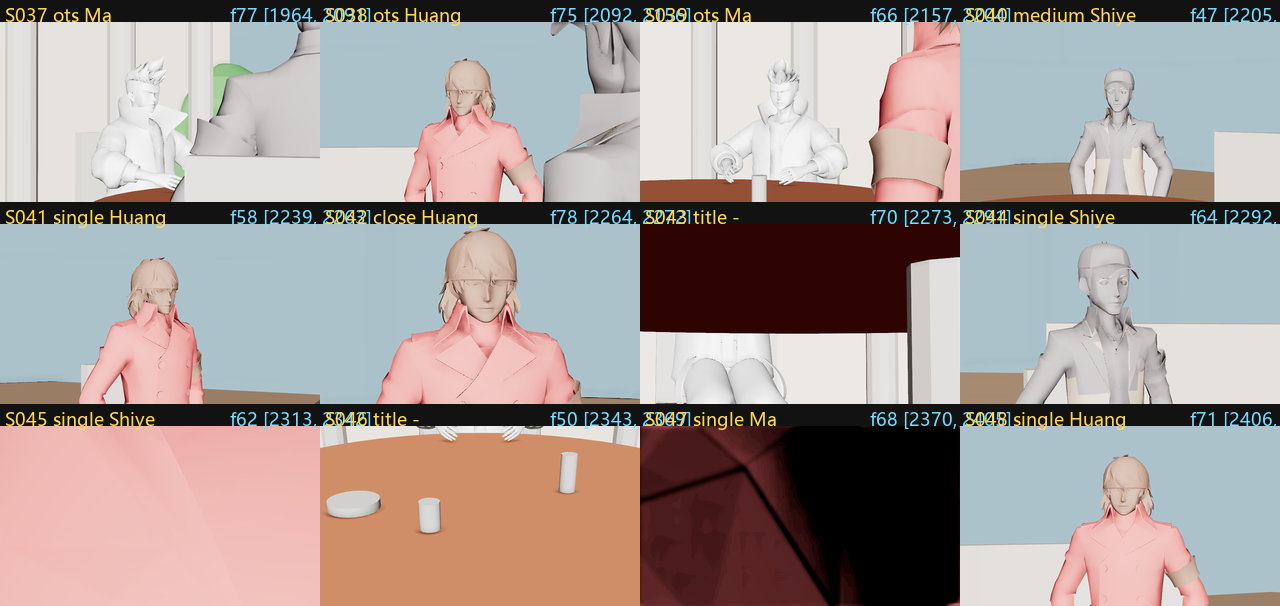 S037 ots Ma f77 [1964,
S038 ots Huang f75 [2092,
S039 ots Ma f66 [2157,
S040 medium Shiye f47 [2205,
S041 single Huang f58 [2239,
S042 close Huang f78 [2264,
S043 title - f70 [2273,
S044 single Shiye f64 [2292,
S045 single Shiye f62 [2313,
S046 title - f50 [2343,
S047 single Ma f68 [2370,
S048 single Huang f71 [2406,